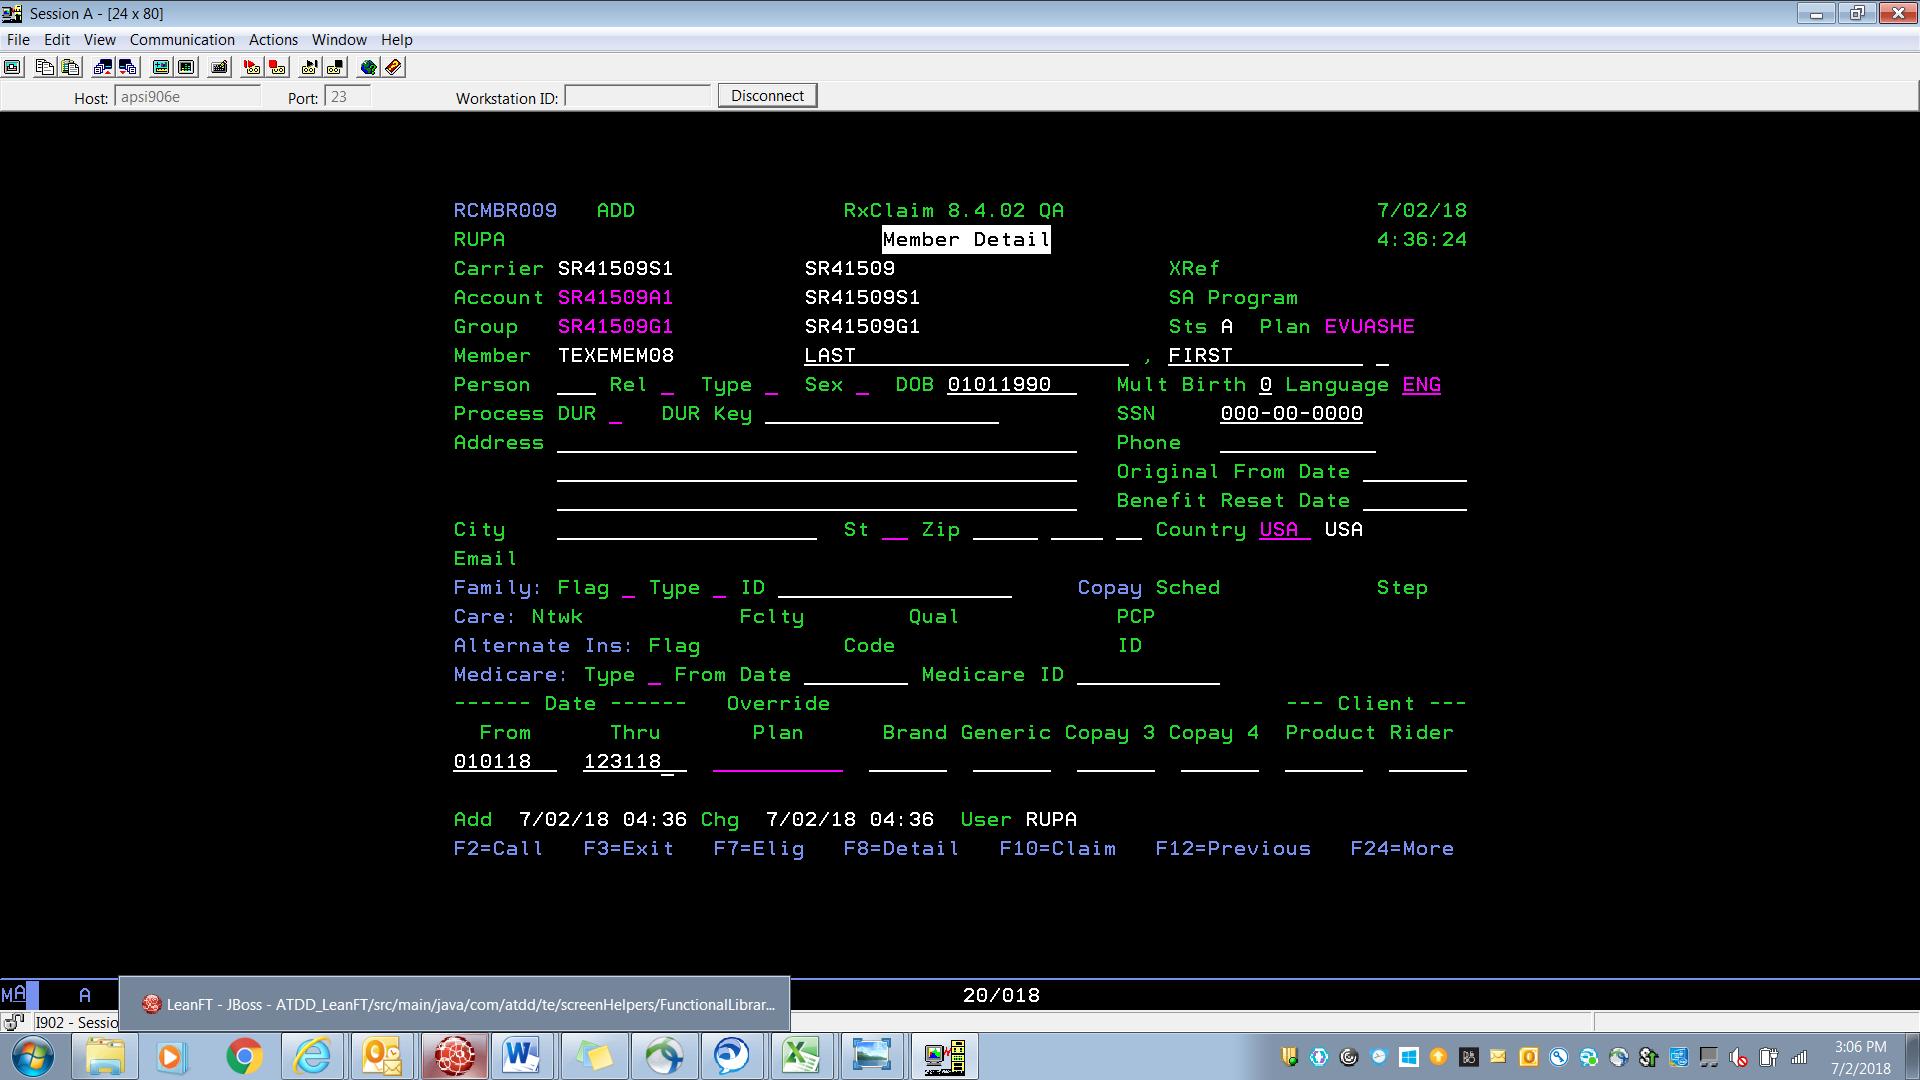 Session A - [24 x 80]
File Edit View Communication Actions Window Help
Host: apsi906e Port: 23 Workstation ID: Disconnect
RCMBR009 ADD RxClaim 8.4.02 QA 7/02/18
RUPA Member Detail 4:36:24
Carrier SR41509S1 SR41509 XRef
Account SR41509A1 SR41509S1 SA Program
Group SR41509G1 SR41509G1 Sts A Plan EVUASHE
Member TEXEMEM08 LAST , FIRST
Person Rel Type Sex DOB 01011990 Mult Birth 0 Language ENG
Process DUR DUR Key SSN 000-00-0000
Address Phone
Original From Date
Benefit Reset Date
City St Zip Country USA USA
Email
Family: Flag Type ID Copay Sched Step
Care: Ntwk Fclty Qual PCP
Alternate Ins: Flag Code ID
Medicare: Type From Date Medicare ID
------ Date ------ Override --- Client ---
From Thru Plan Brand Generic Copay 3 Copay 4 Product Rider
010118 123118
Add 7/02/18 04:36 Chg 7/02/18 04:36 User RUPA
F2=Call F3=Exit F7=Elig F8=Detail F10=Claim F12=Previous F24=More
MA A 20/018
LeanFT - JBoss - ATDD_LeanFT/src/main/java/com/atdd/te/screenHelpers/FunctionalLibrar...
I902 - Sessio
3:06 PM
7/2/2018